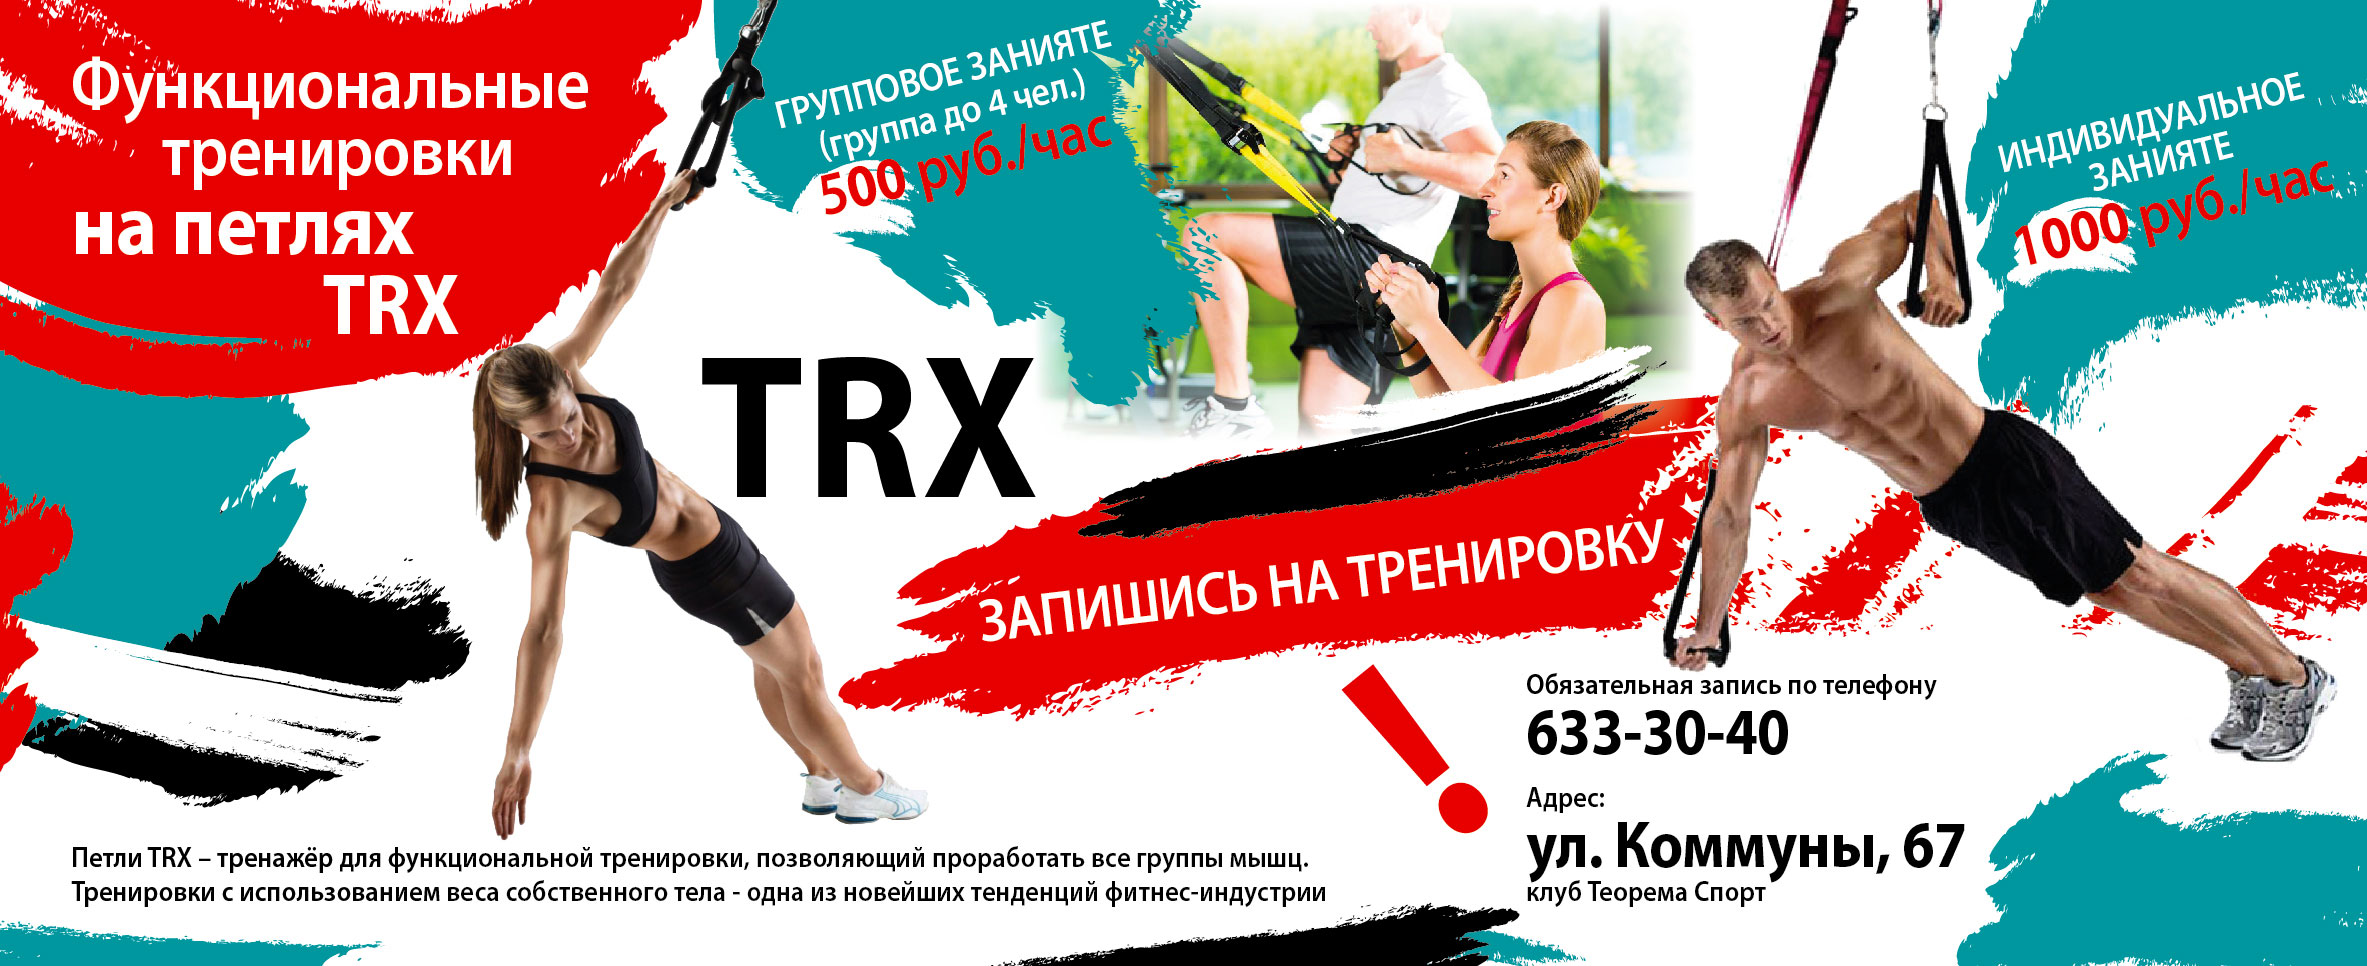 Функциональные
тренировки
на петлях
TRX
ГРУППОВОЕ ЗАНИЯТЕ
(группа до 4 чел.)
500 руб./час
ИНДИВИДУАЛЬНОЕ
ЗАНИЯТЕ
1000 руб./час
TRX
ЗАПИШИСЬ НА ТРЕНИРОВКУ
!
Обязательная запись по телефону
633-30-40
Адрес:
ул. Коммуны, 67
клуб Теорема Спорт
Петли TRX – тренажёр для функциональной тренировки, позволяющий проработать все группы мышц.
Тренировки с использованием веса собственного тела - одна из новейших тенденций фитнес-индустрии